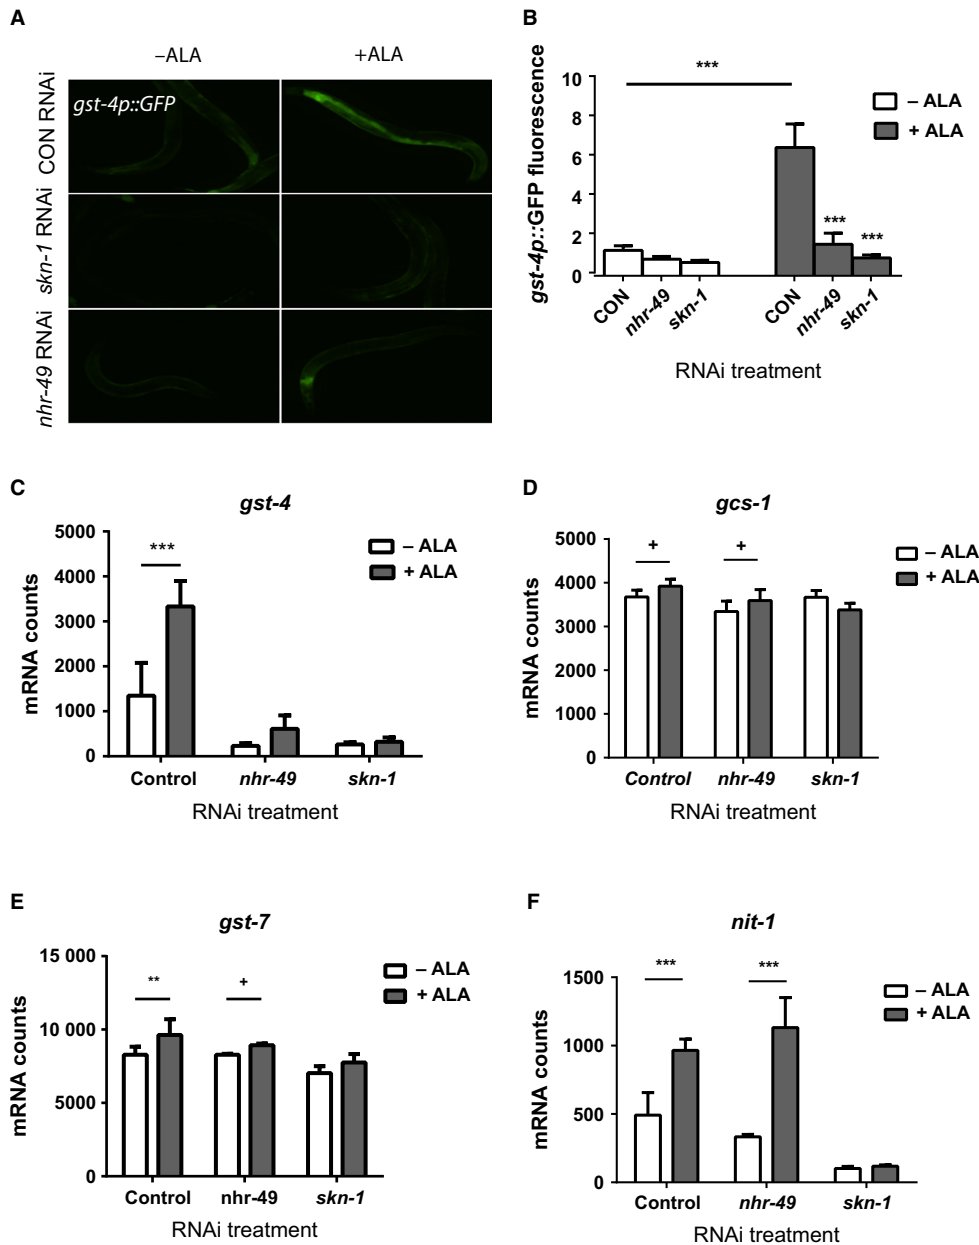 A
–ALA
+ALA
CON RNAi
gst-4p::GFP
skn-1 RNAi
nhr-49 RNAi
B
gst-4p::GFP fluorescence
10
8
6
4
2
0
***
***
***
– ALA
+ ALA
CON
nhr-49
skn-1
CON
nhr-49
skn-1
RNAi treatment
C
gst-4
mRNA counts
5000
4000
3000
2000
1000
0
***
– ALA
+ ALA
Control
nhr-49
skn-1
RNAi treatment
D
gcs-1
mRNA counts
5000
4000
3000
2000
1000
0
+
+
– ALA
+ ALA
Control
nhr-49
skn-1
RNAi treatment
E
gst-7
mRNA counts
15 000
10 000
5000
0
**
+
– ALA
+ ALA
Control
nhr-49
skn-1
RNAi treatment
F
nit-1
mRNA counts
1500
1000
500
0
***
***
– ALA
+ ALA
Control
nhr-49
skn-1
RNAi treatment